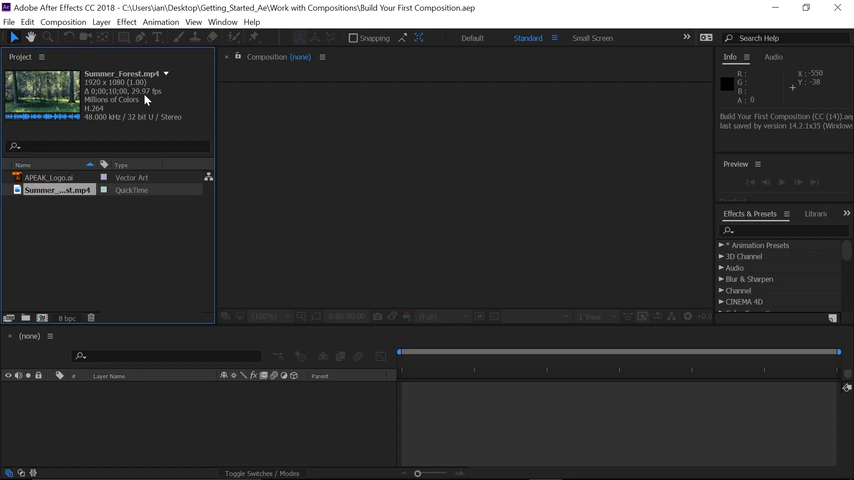 Adobe After Effects CC 2018 - C:\Users\ian\Desktop\Getting_Started_Ae\Work with Compositions\Build Your First Composition.aep
File Edit Composition Layer Effect Animation View Window Help
Snapping Default Standard Small Screen Search Help
Project
Summer_Forest.mp4
1920 x 1080 (1.00)
Δ 0;00;10;00, 29.97 fps
Millions of Colors
H.264
48.000 kHz / 32 bit U / Stereo
Name Type
APEAK_Logo.ai Vector Art
Summer_...st.mp4 QuickTime
8 bpc
Composition (none)
(100%) 0:00:00:00 (Full) 1 View +0.0
Info Audio
R : X : -550
G : Y : -38
B :
A : 0
Build Your First Composition (CC (14)).aep
last saved by version 14.2.1x35 (Windows
Preview
Effects & Presets Librari
* Animation Presets
3D Channel
Audio
Blur & Sharpen
Channel
CINEMA 4D
(none)
# Layer Name Parent
Toggle Switches / Modes